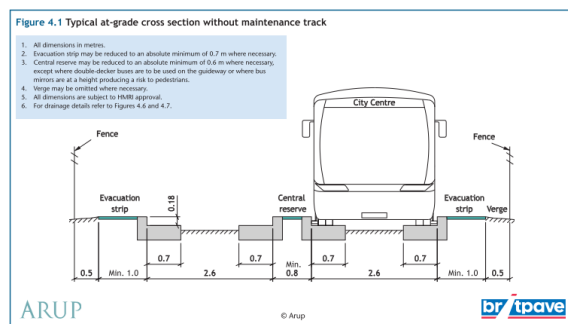 Figure 4.1 Typical at-grade cross section without maintenance track
1. All dimensions in metres.
2. Evacuation strip may be reduced to an absolute minimum of 0.7 m where necessary.
3. Central reserve may be reduced to an absolute minimum of 0.6 m where necessary,
except where double-decker buses are to be used on the guideway or where bus
mirrors are at a height producing a risk to pedestrians.
4. Verge may be omitted where necessary.
5. All dimensions are subject to HMRI approval.
6. For drainage details refer to Figures 4.6 and 4.7.
City Centre
Fence
Fence
Evacuation
strip
0.18
Central
reserve
Evacuation
strip
Verge
0.7
0.7
0.7
0.7
0.5
Min. 1.0
2.6
Min.
0.8
2.6
Min. 1.0
0.5
ARUP
© Arup
britpave